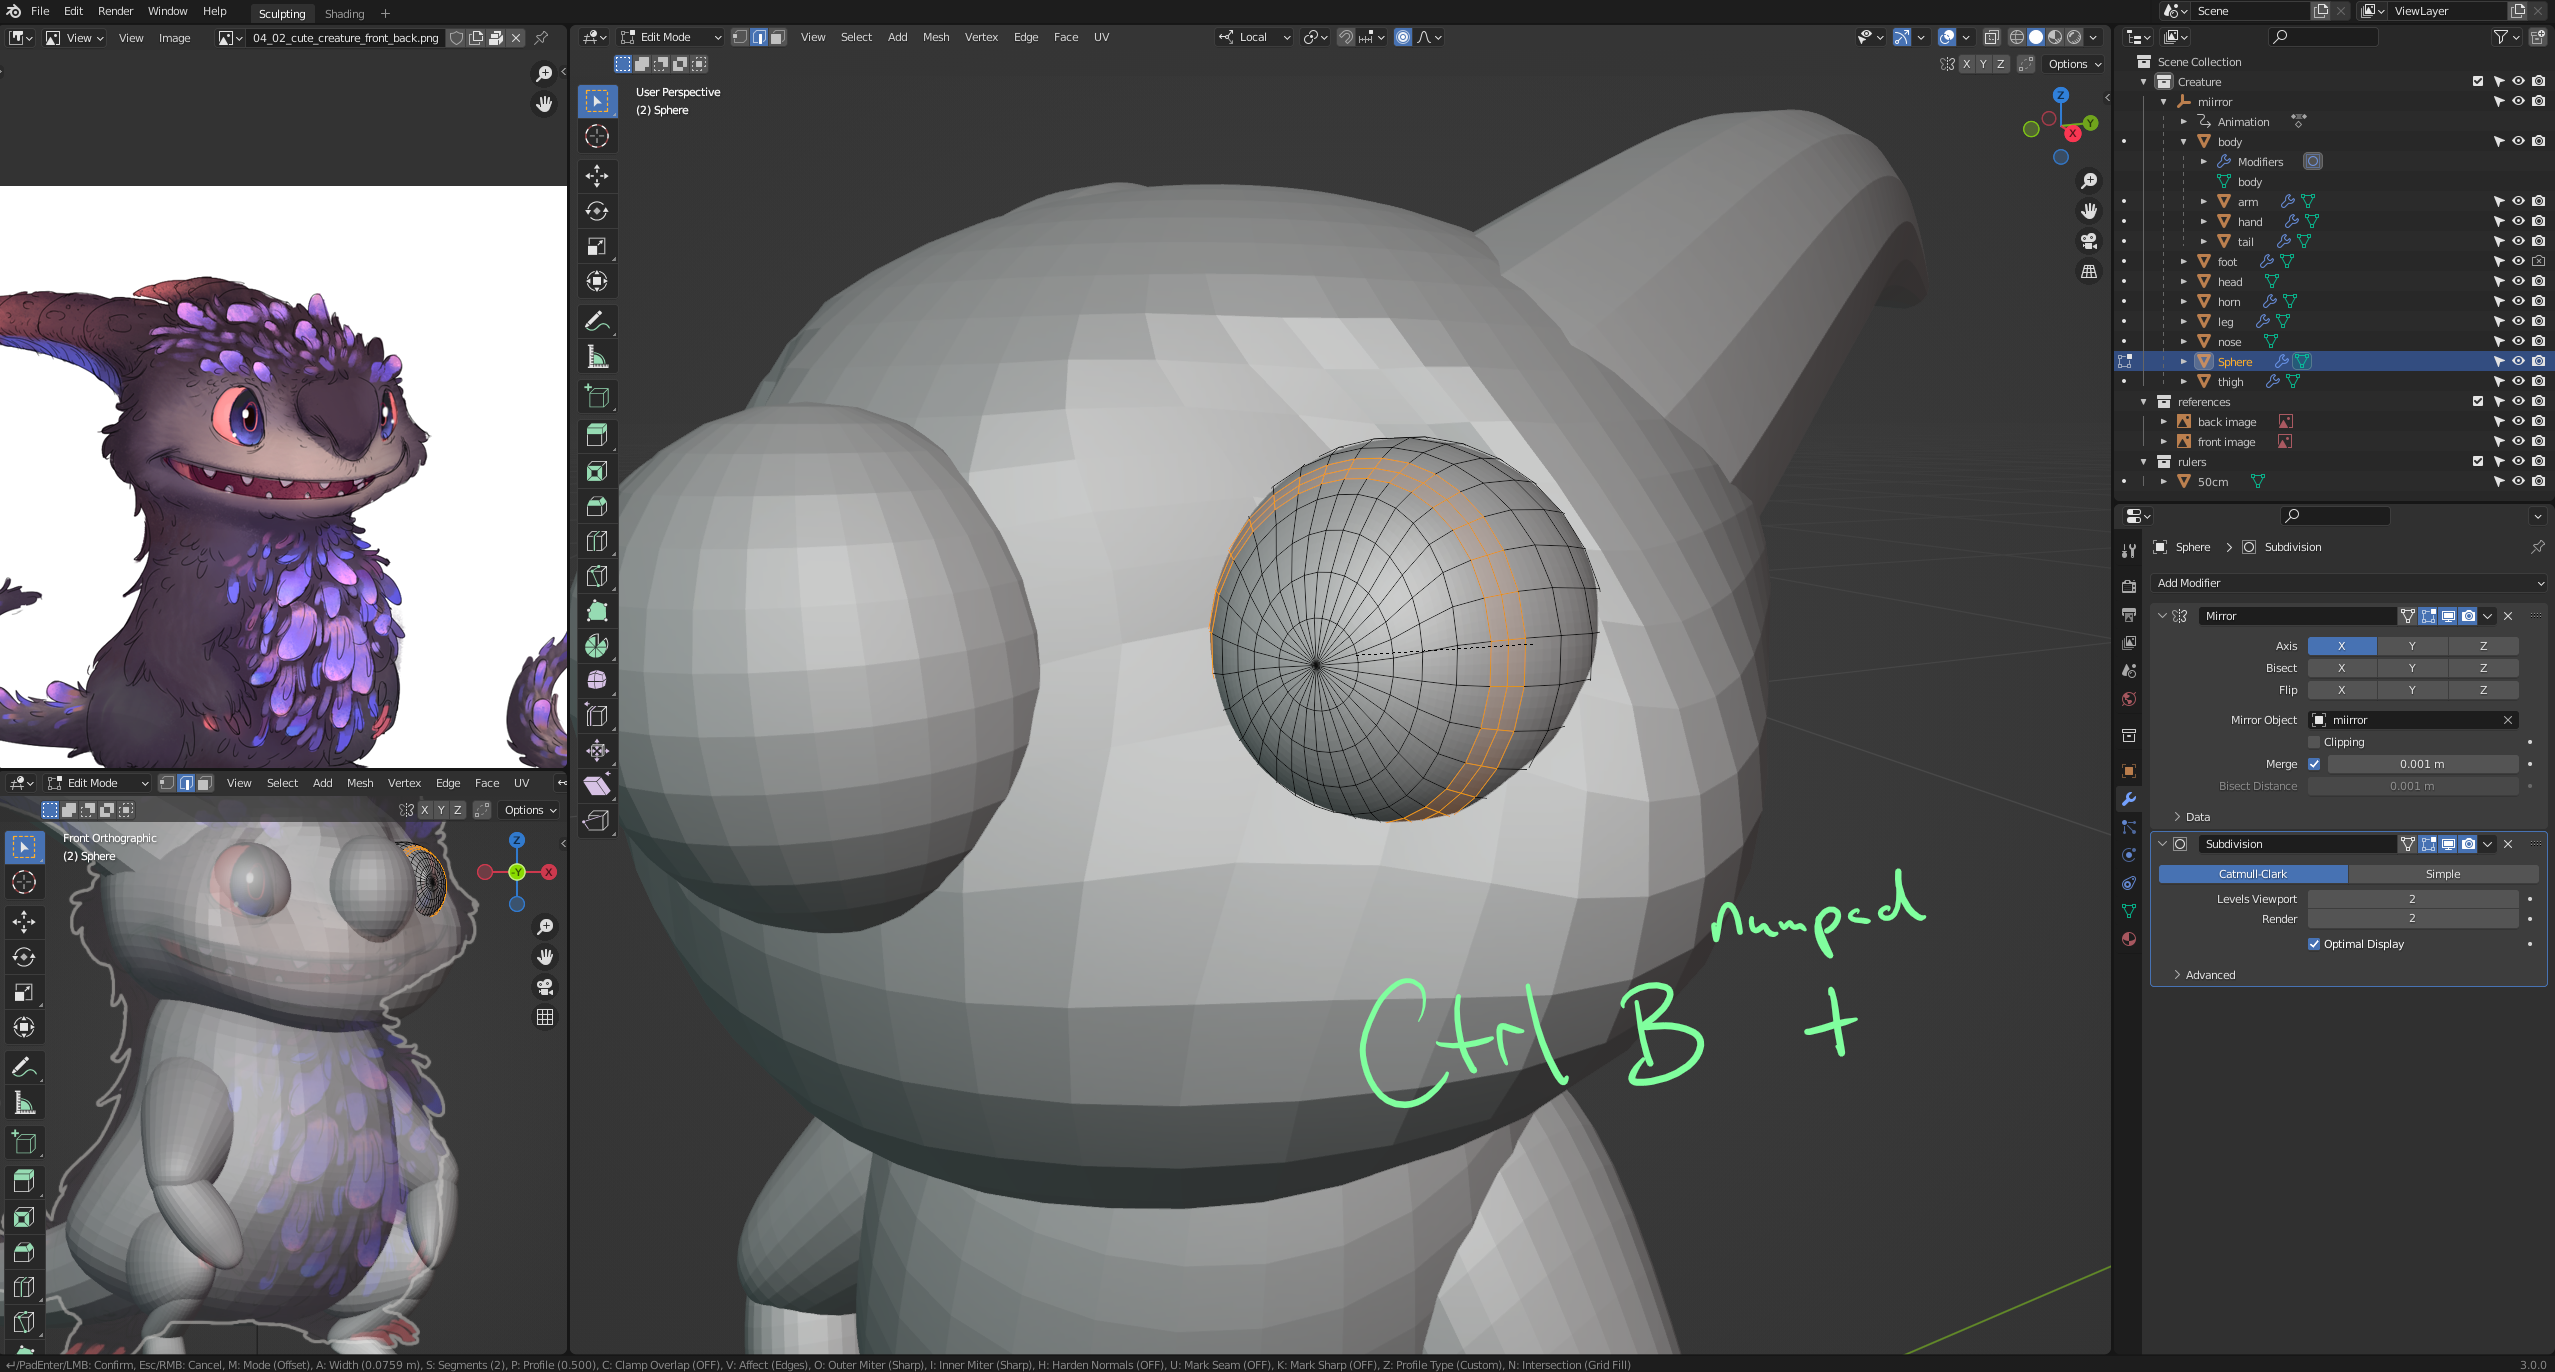 File Edit Render Window Help Sculpting Shading +
Scene ViewLayer
View View Image 04_02_cute_creature_front_back.png
Edit Mode View Select Add Mesh Vertex Edge Face UV Local
X Y Z Options
User Perspective
(2) Sphere
Z
Y
X
numpad
Ctrl B +
Edit Mode View Select Add Mesh Vertex Edge Face UV
X Y Z Options
Front Orthographic
(2) Sphere
Z
-Y X
Scene Collection
Creature
miirror
Animation
body
Modifiers
body
arm
hand
tail
foot
head
horn
leg
nose
Sphere
thigh
references
back image
front image
rulers
50cm
Sphere > Subdivision
Add Modifier
Mirror
Axis X Y Z
Bisect X Y Z
Flip X Y Z
Mirror Object miirror
Clipping
Merge 0.001 m
Bisect Distance 0.001 m
Data
Subdivision
Catmull-Clark Simple
Levels Viewport 2
Render 2
Optimal Display
Advanced
/PadEnter/LMB: Confirm, Esc/RMB: Cancel, M: Mode (Offset), A: Width (0.0759 m), S: Segments (2), P: Profile (0.500), C: Clamp Overlap (OFF), V: Affect (Edges), O: Outer Miter (Sharp), I: Inner Miter (Sharp), H: Harden Normals (OFF), U: Mark Seam (OFF), K: Mark Sharp (OFF), Z: Profile Type (Custom), N: Intersection (Grid Fill)
3.0.0